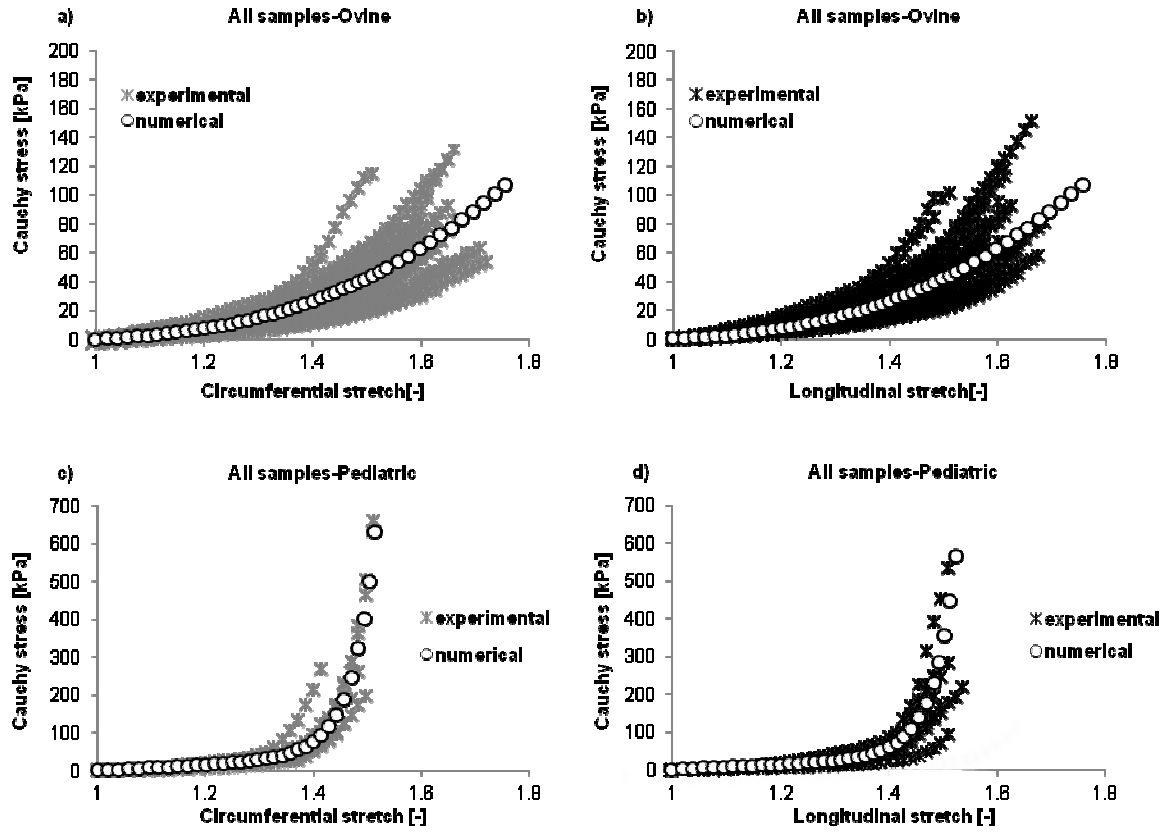 a) All samples-Ovine
Cauchy stress [kPa]
200
180
160
140
120
100
80
60
40
20
0
experimental
numerical
1 1.2 1.4 1.6 1.8
Circumferential stretch[-]
b) All samples-Ovine
Cauchy stress [kPa]
200
180
160
140
120
100
80
60
40
20
0
experimental
numerical
1 1.2 1.4 1.6 1.8
Longitudinal stretch[-]
c) All samples-Pediatric
Cauchy stress [kPa]
700
600
500
400
300
200
100
0
experimental
numerical
1 1.2 1.4 1.6 1.8
Circumferential stretch [-]
d) All samples-Pediatric
Cauchy stress [kPa]
700
600
500
400
300
200
100
0
experimental
numerical
1 1.2 1.4 1.6 1.8
Longitudinal stretch [-]